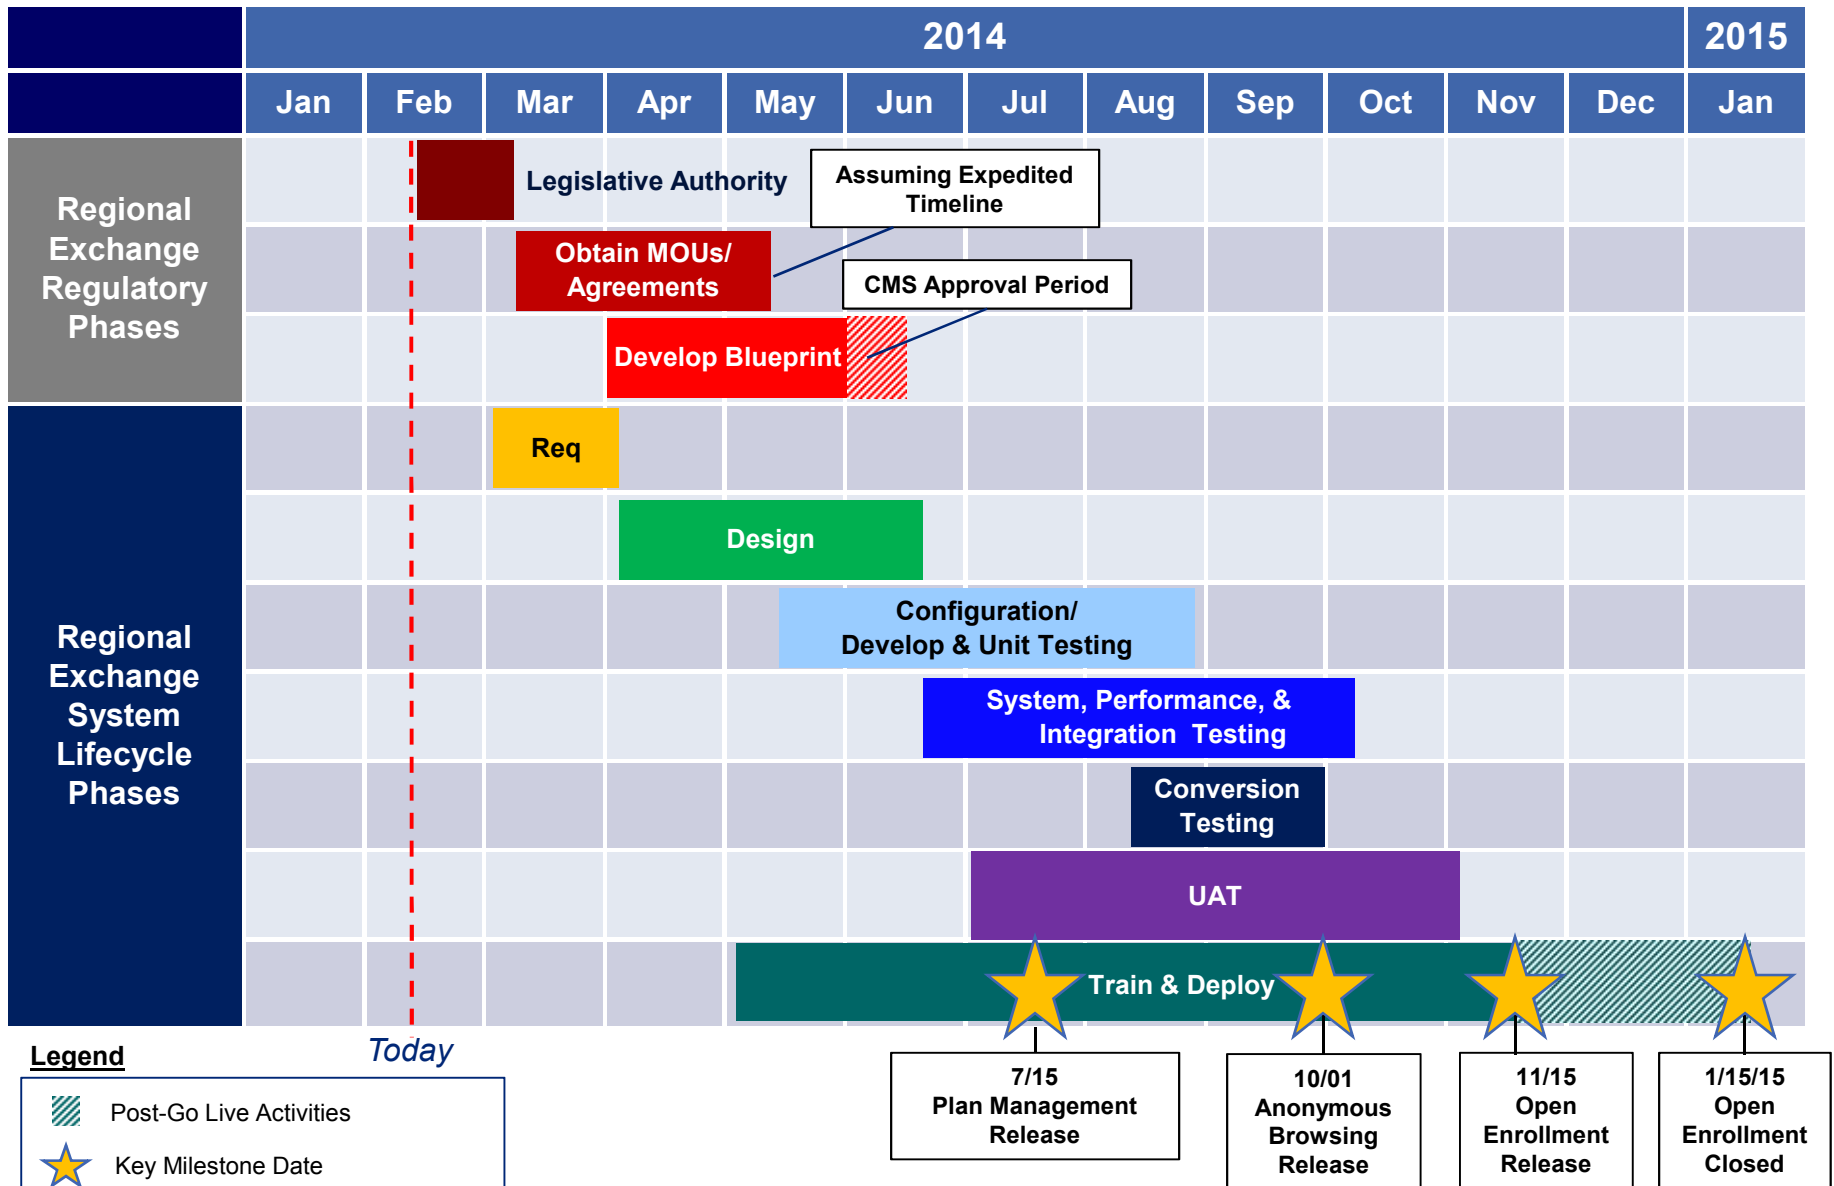 2014
2015
Jan
Feb
Mar
Apr
May
Jun
Jul
Aug
Sep
Oct
Nov
Dec
Jan
Regional
Exchange
Regulatory
Phases
Legislative Authority
Assuming Expedited
Timeline
Obtain MOUs/
Agreements
CMS Approval Period
Develop Blueprint
Regional
Exchange
System
Lifecycle
Phases
Req
Design
Configuration/
Develop & Unit Testing
System, Performance, &
Integration Testing
Conversion
Testing
UAT
Train & Deploy
Today
7/15
Plan Management
Release
10/01
Anonymous
Browsing
Release
11/15
Open
Enrollment
Release
1/15/15
Open
Enrollment
Closed
Legend
Post-Go Live Activities
Key Milestone Date